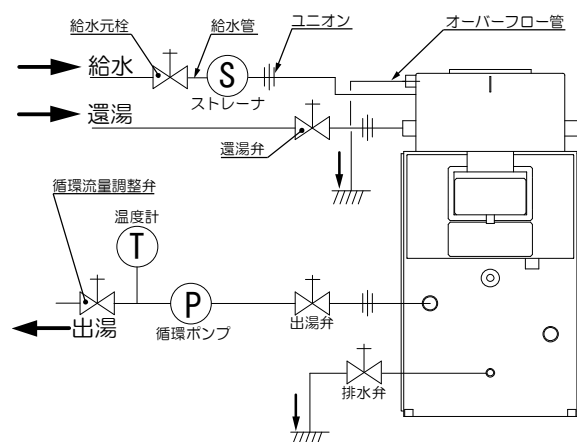 給水元栓
給水管
ユニオン
オーバーフロー管
給水
S
ストレーナ
還湯
還湯弁
循環流量調整弁
温度計
T
P
出湯
循環ポンプ
出湯弁
排水弁